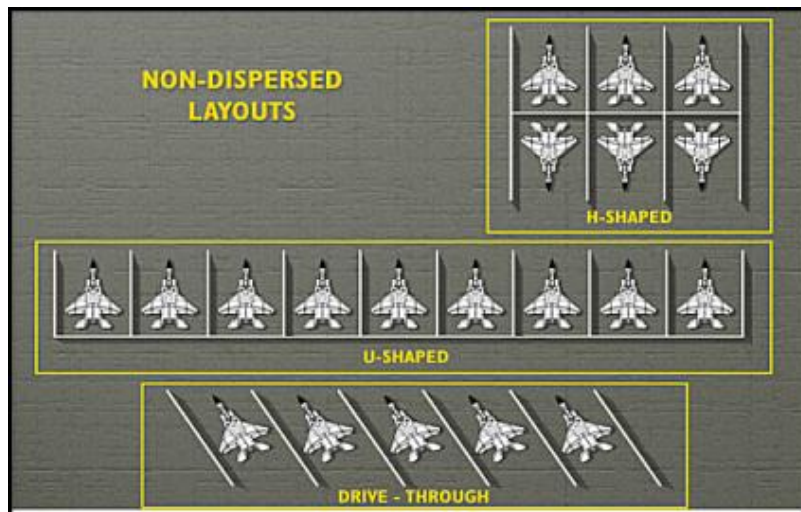 NON-DISPERSED
LAYOUTS
H-SHAPED
U-SHAPED
DRIVE - THROUGH